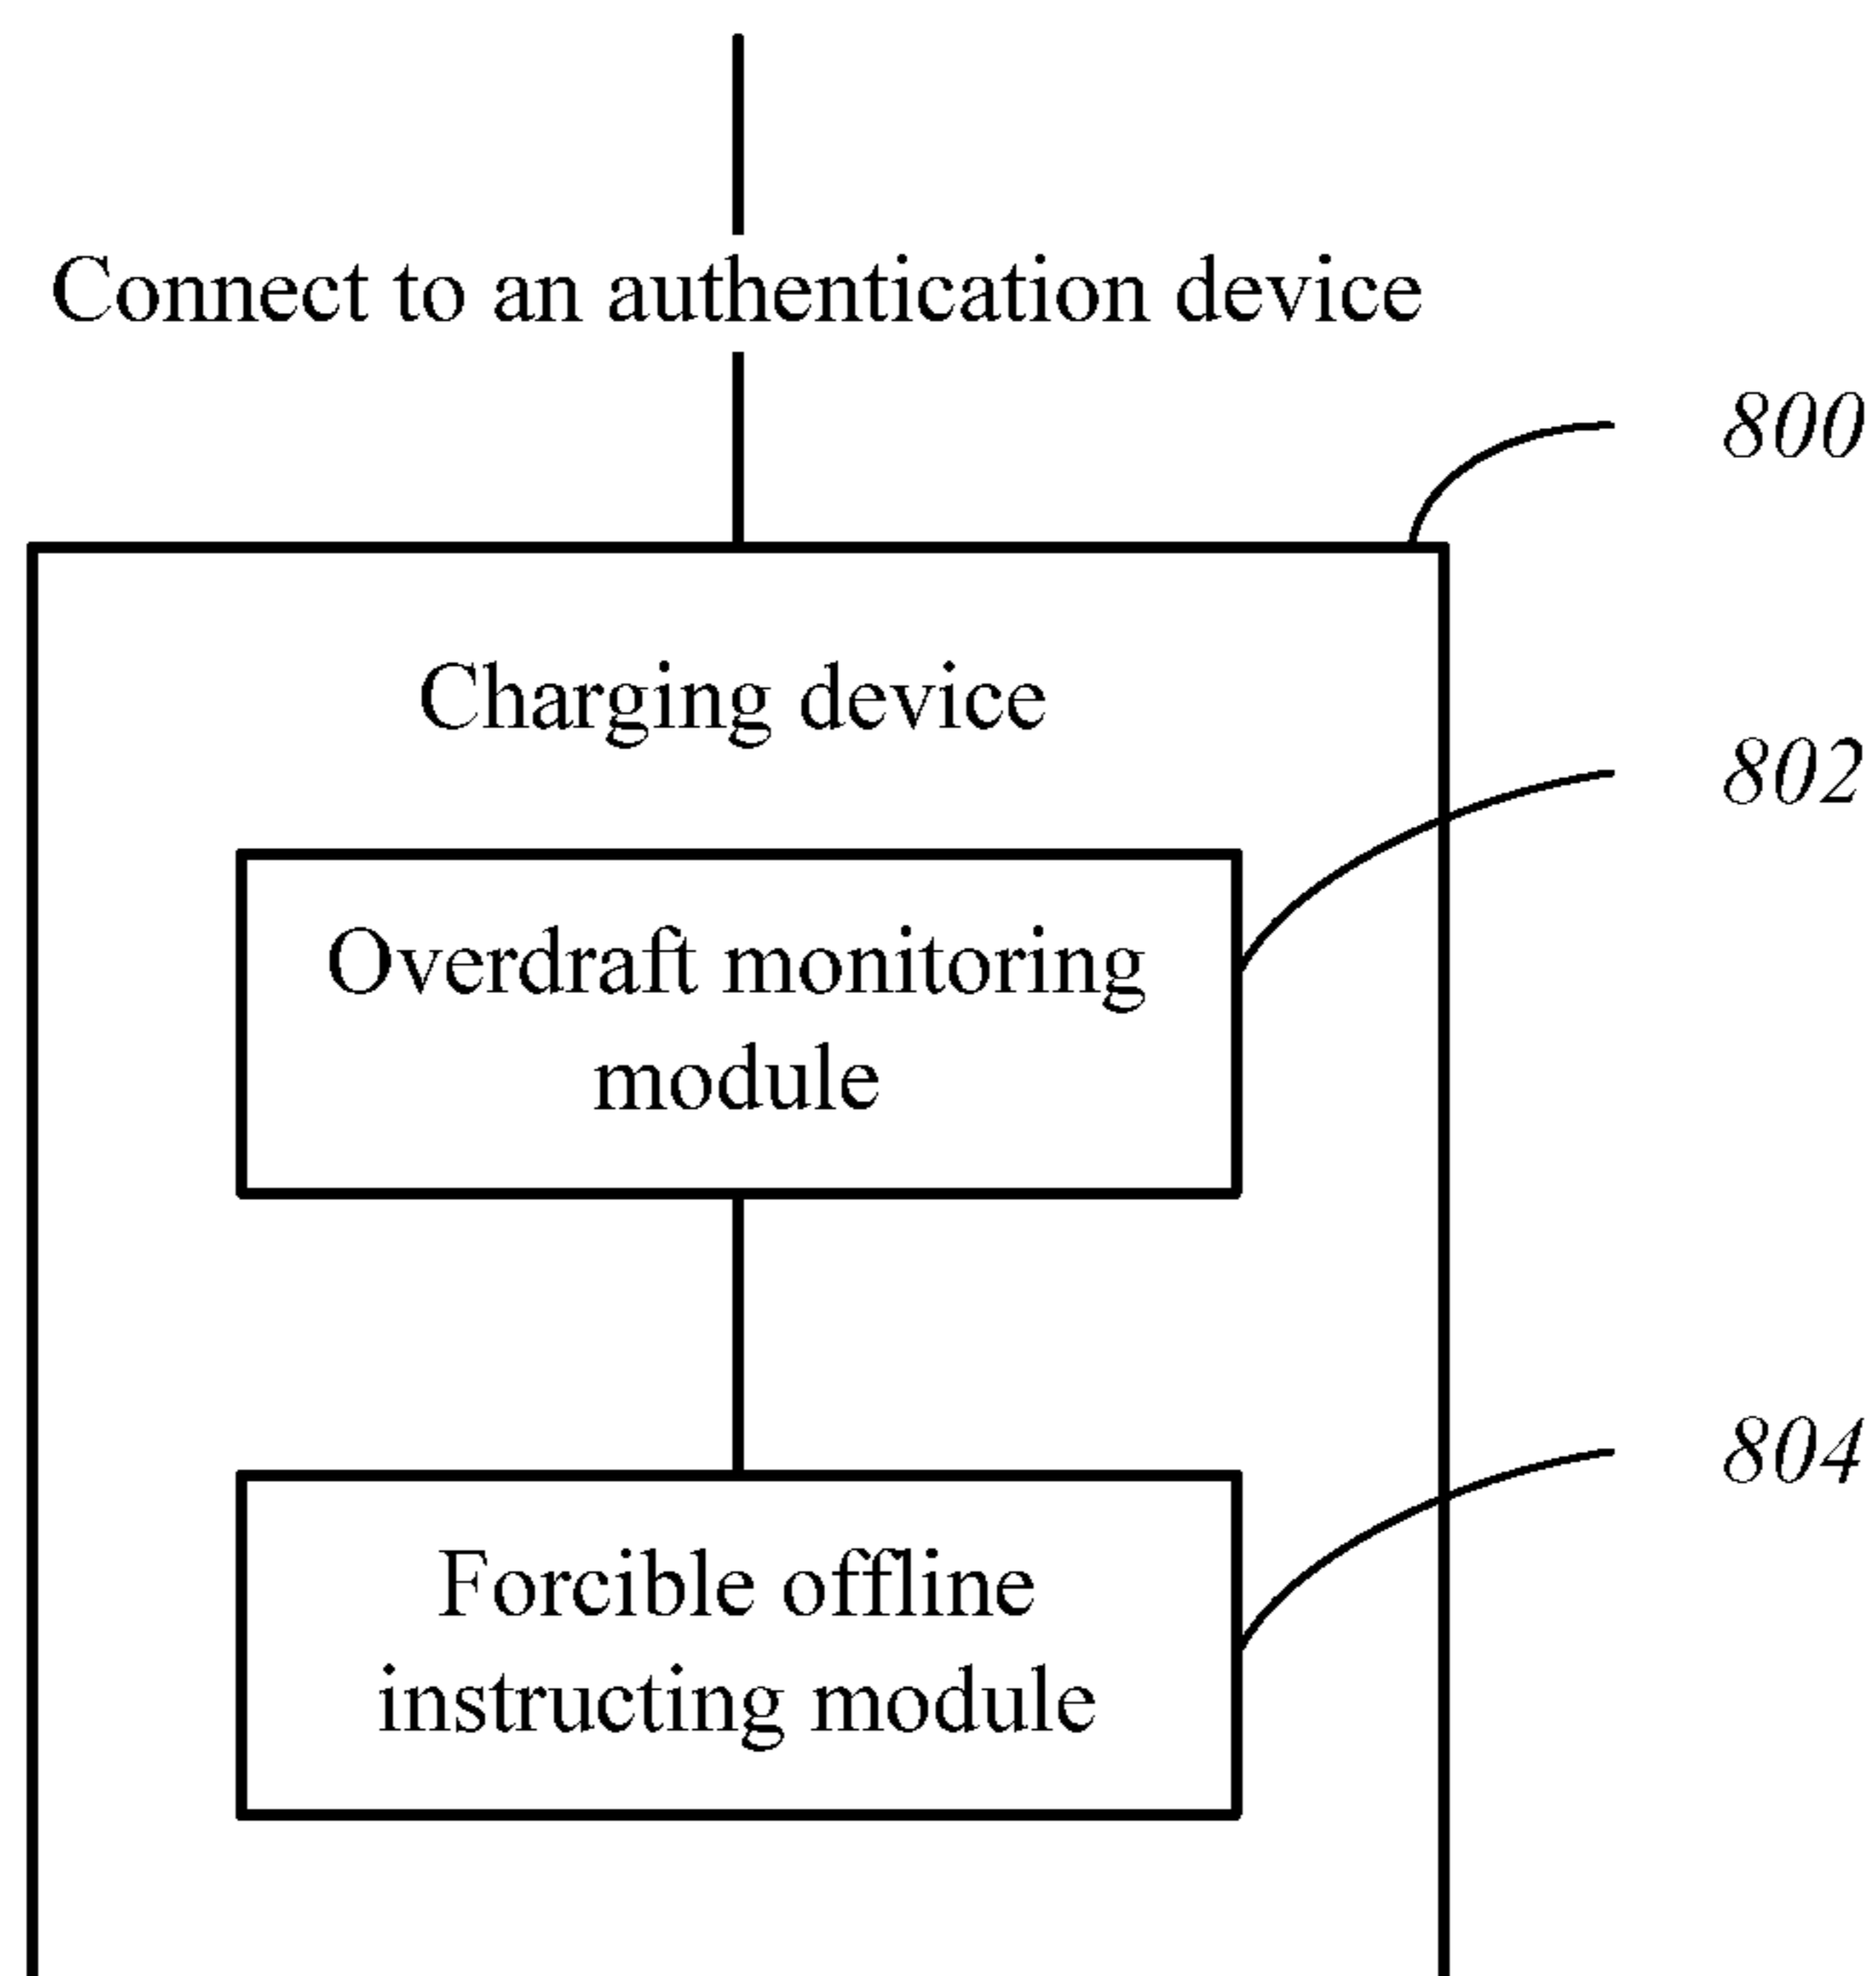 Connect to an authentication device
800
Charging device
802
Overdraft monitoring
module
804
Forcible offline
instructing module